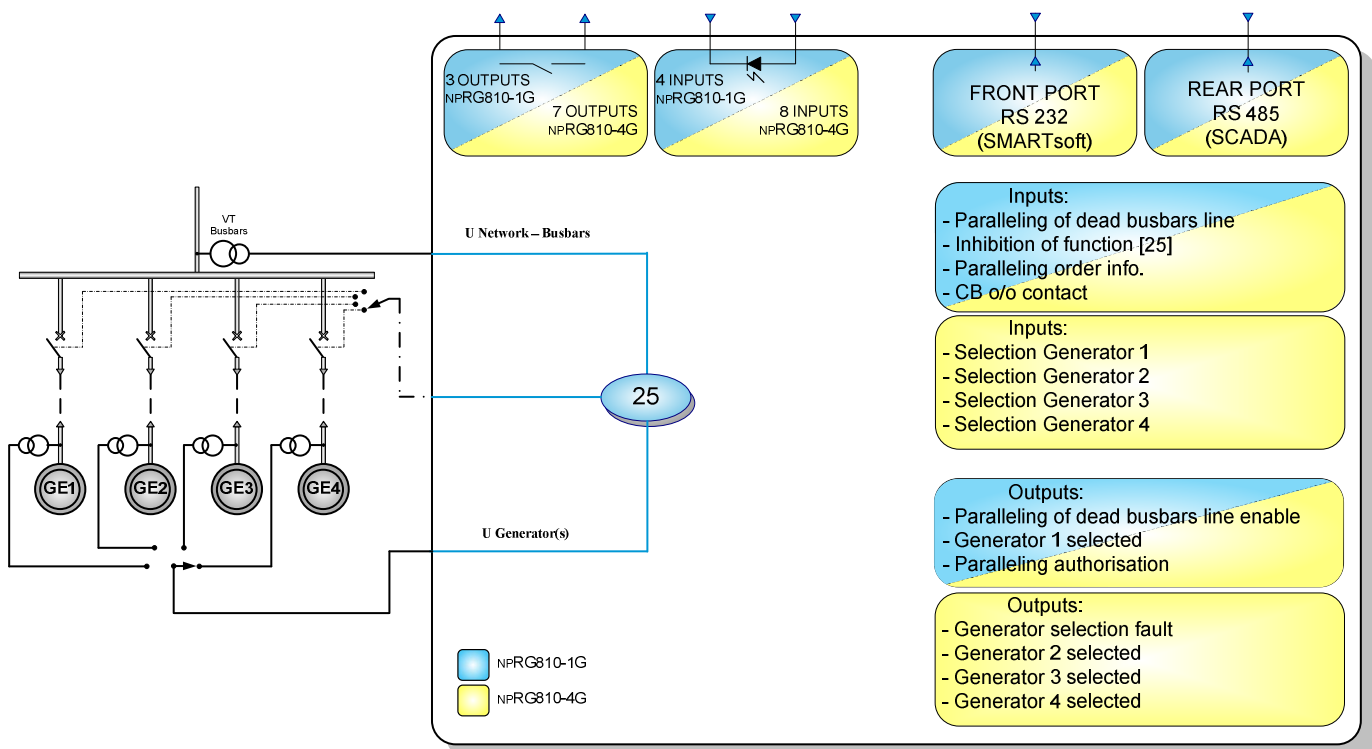 3 OUTPUTS
NPRG810-1G
7 OUTPUTS
NPRG810-4G
4 INPUTS
NPRG810-1G
8 INPUTS
NPRG810-4G
FRONT PORT
RS 232
(SMARTsoft)
REAR PORT
RS 485
(SCADA)
VT
Busbars
U Network – Busbars
25
U Generator(s)
GE1
GE2
GE3
GE4
Inputs:
- Paralleling of dead busbars line
- Inhibition of function [25]
- Paralleling order info.
- CB o/o contact
Inputs:
- Selection Generator 1
- Selection Generator 2
- Selection Generator 3
- Selection Generator 4
Outputs:
- Paralleling of dead busbars line enable
- Generator 1 selected
- Paralleling authorisation
Outputs:
- Generator selection fault
- Generator 2 selected
- Generator 3 selected
- Generator 4 selected
NPRG810-1G
NPRG810-4G